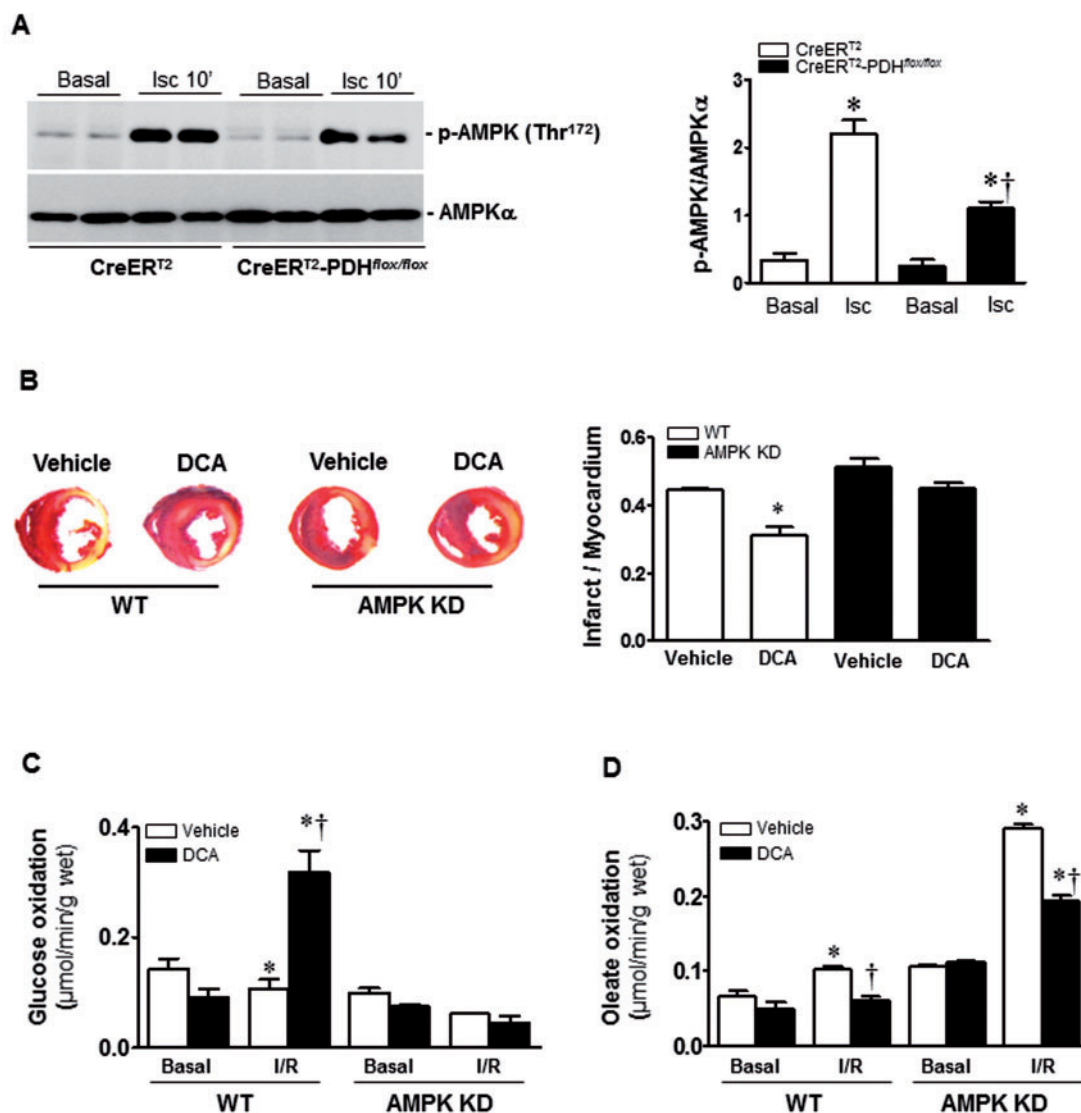 A
Basal Isc 10' Basal Isc 10'
- p-AMPK (Thr172)
- AMPKα
CreERT2 CreERT2-PDHflox/flox
CreERT2
CreERT2-PDHflox/flox
p-AMPK/AMPKα
3
2
1
0
*
*†
Basal Isc Basal Isc
B
Vehicle DCA Vehicle DCA
WT AMPK KD
WT
AMPK KD
Infarct / Myocardium
0.6
0.4
0.2
0.0
*
Vehicle DCA Vehicle DCA
C
Vehicle
DCA
Glucose oxidation
(μmol/min/g wet)
0.4
0.2
0.0
*
*†
Basal I/R Basal I/R
WT AMPK KD
D
Vehicle
DCA
Oleate oxidation
(μmol/min/g wet)
0.3
0.2
0.1
0.0
*
†
*
*†
Basal I/R Basal I/R
WT AMPK KD